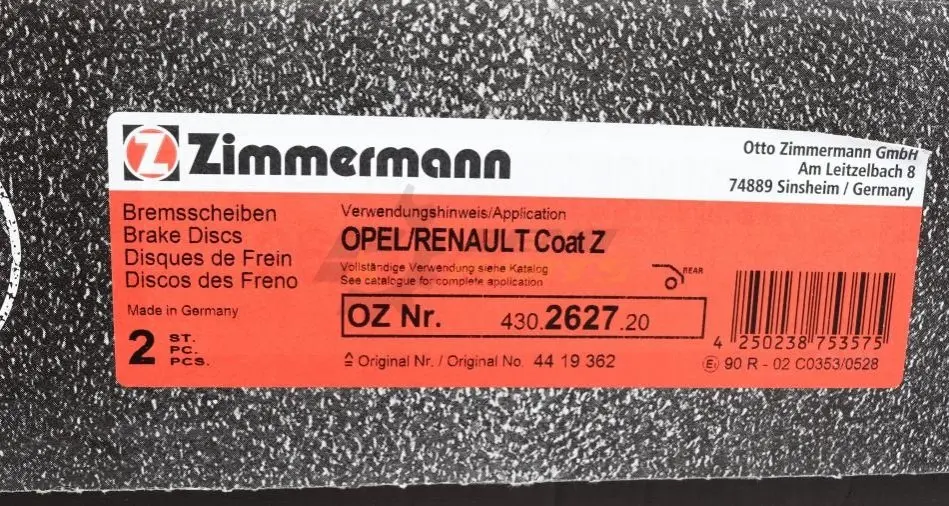 Z Zimmermann
Otto Zimmermann GmbH
Am Leitzelbach 8
74889 Sinsheim / Germany
Bremsscheiben
Brake Discs
Disques de Frein
Discos des Freno
Made in Germany
2 ST.
PC.
PCS.
Verwendungshinweis/Application
OPEL/RENAULT Coat Z
Vollständige Verwendung siehe Katalog
See catalogue for complete application
REAR
OZ Nr. 430.2627.20
≙ Original Nr. / Original No. 44 19 362
4 250238 753575
E1 90 R - 02 C0353/0528